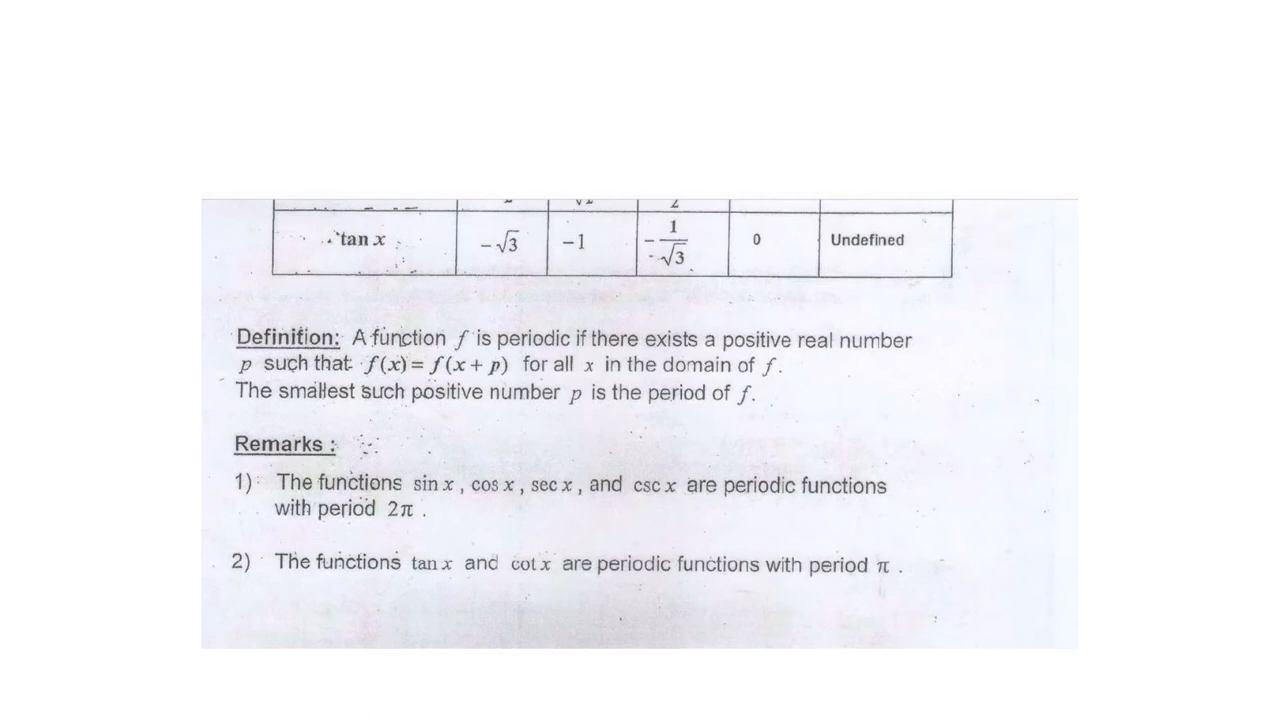 tan x −√3 −1 −1/√3 0 Undefined
Definition: A function f is periodic if there exists a positive real number
p such that f(x) = f(x + p) for all x in the domain of f.
The smallest such positive number p is the period of f.
Remarks :
1) The functions sin x , cos x , sec x , and csc x are periodic functions
with period 2π .
2) The functions tan x and cot x are periodic functions with period π .